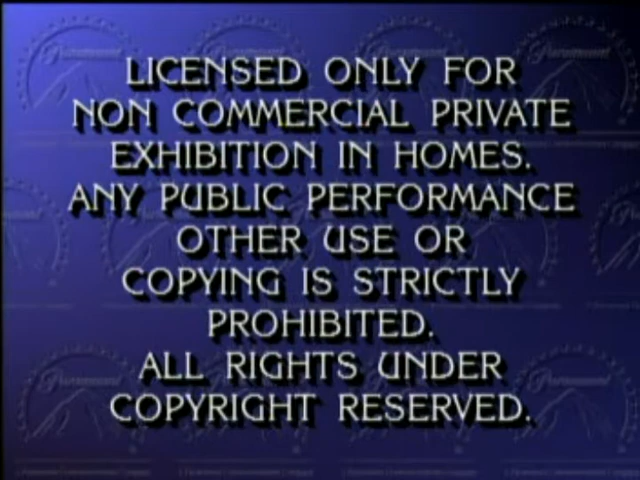 LICENSED ONLY FOR
NON COMMERCIAL PRIVATE
EXHIBITION IN HOMES.
ANY PUBLIC PERFORMANCE
OTHER USE OR
COPYING IS STRICTLY
PROHIBITED.
ALL RIGHTS UNDER
COPYRIGHT RESERVED.